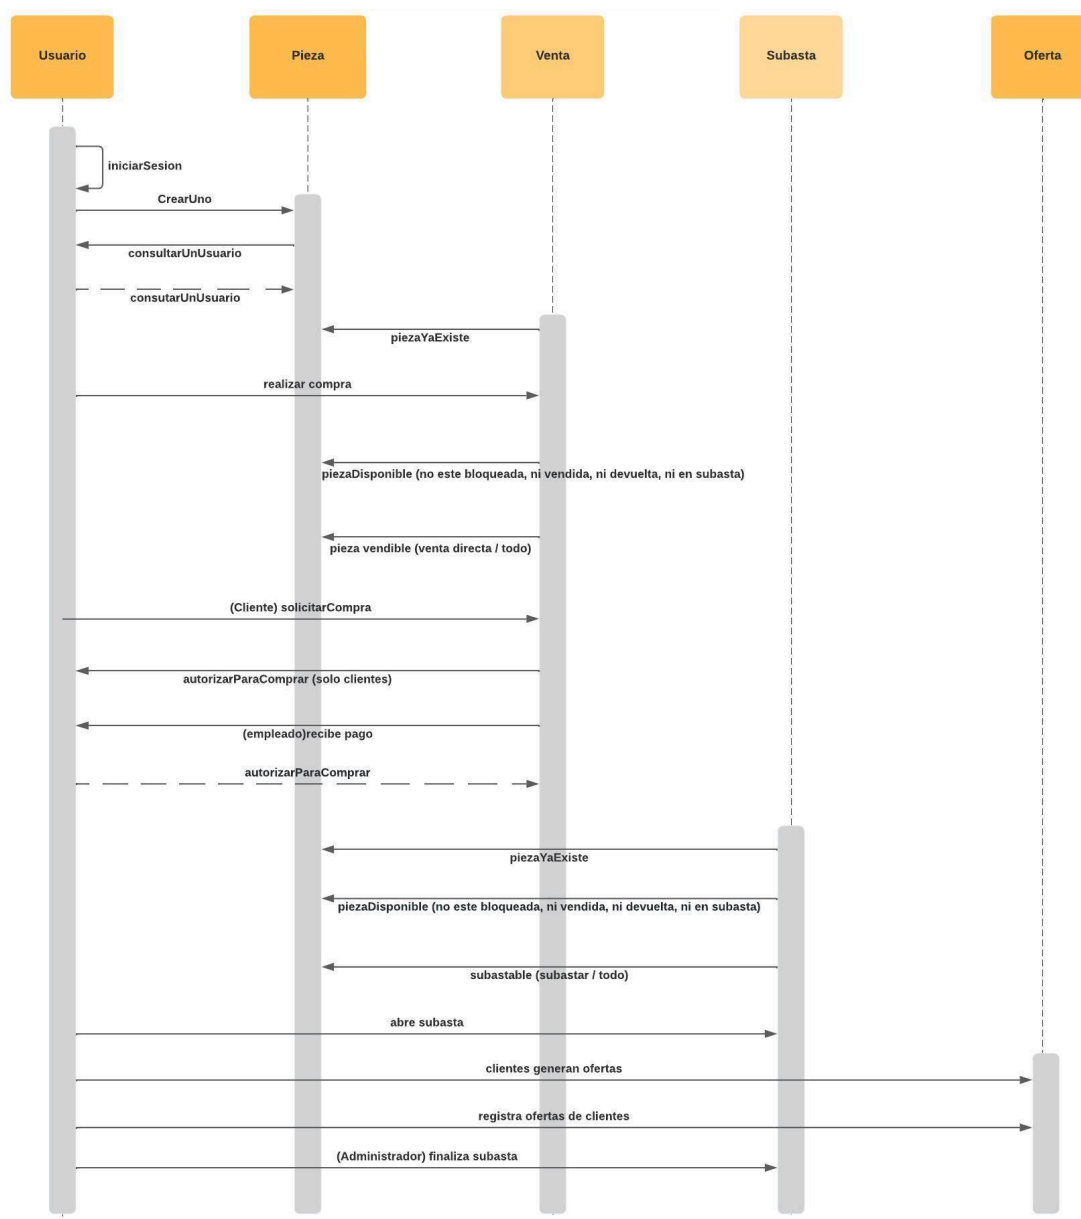 Usuario
Pieza
Venta
Subasta
Oferta
iniciarSesion
CrearUno
consultarUnUsuario
consutarUnUsuario
piezaYaExiste
realizar compra
piezaDisponible (no este bloqueada, ni vendida, ni devuelta, ni en subasta)
pieza vendible (venta directa / todo)
(Cliente) solicitarCompra
autorizarParaComprar (solo clientes)
(empleado)recibe pago
autorizarParaComprar
piezaYaExiste
piezaDisponible (no este bloqueada, ni vendida, ni devuelta, ni en subasta)
subastable (subastar / todo)
abre subasta
clientes generan ofertas
registra ofertas de clientes
(Administrador) finaliza subasta